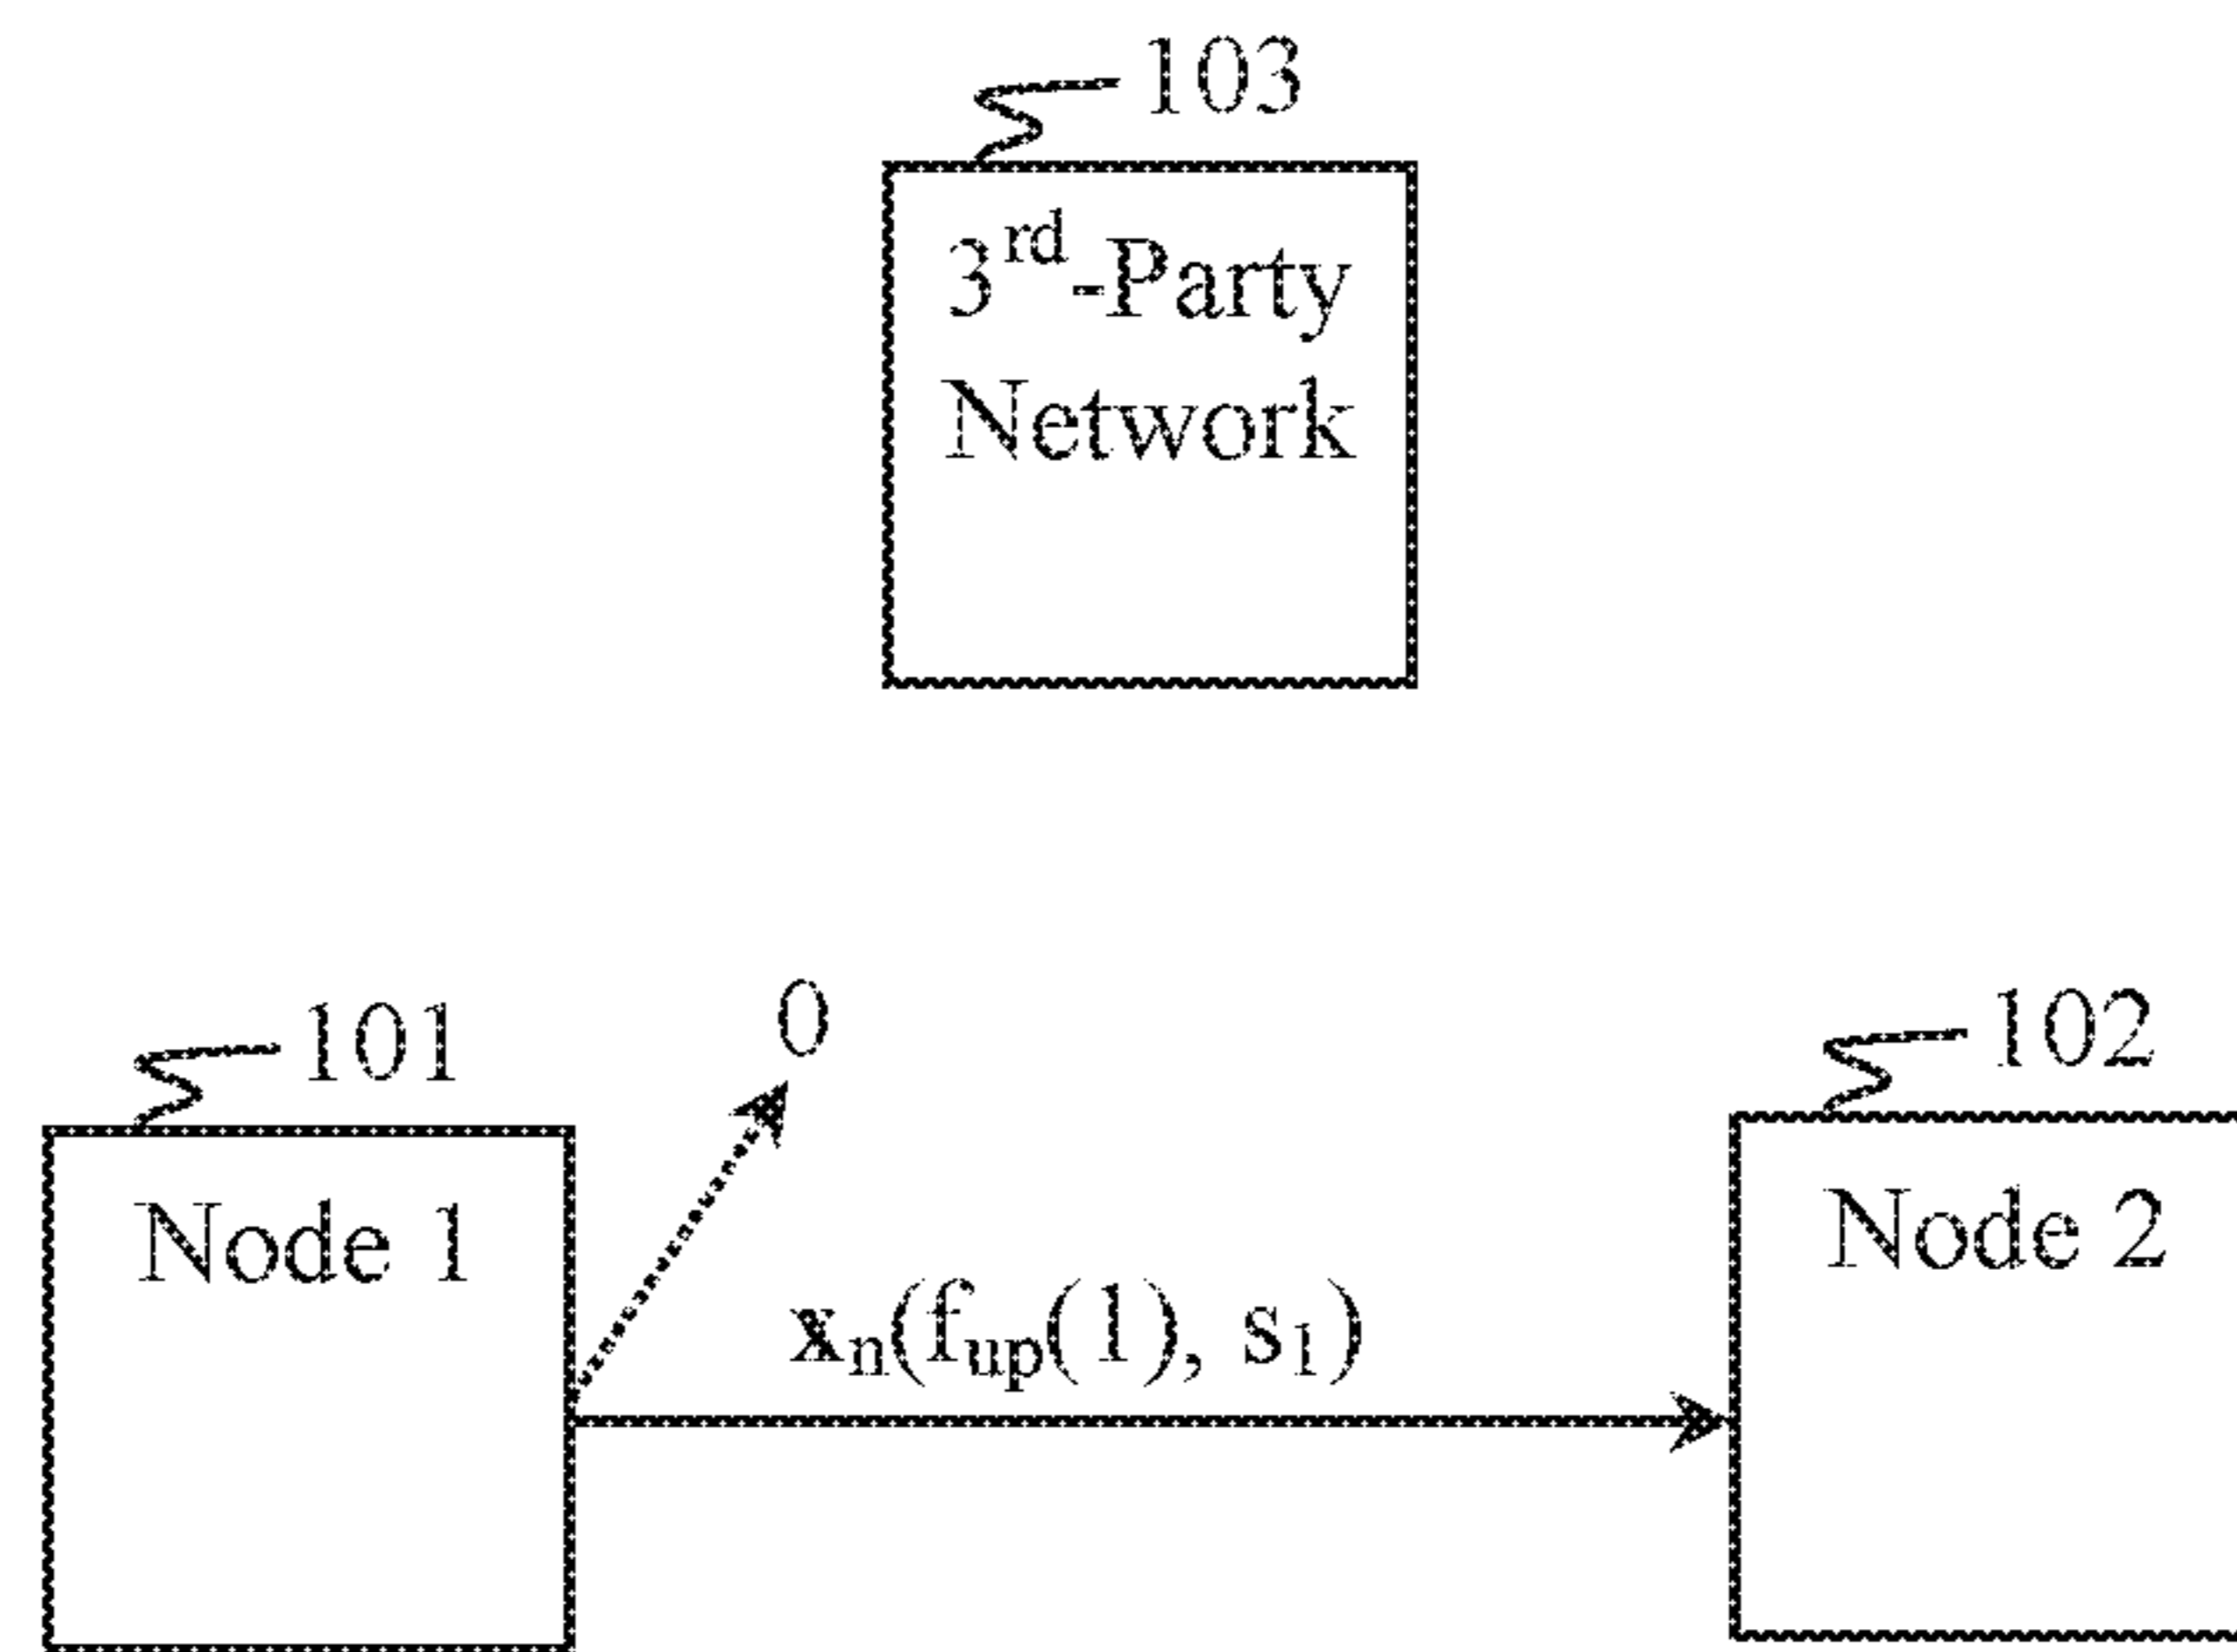 103
3rd-Party
Network
0
101
102
Node 1
Node 2
xn(fup(1), s1)